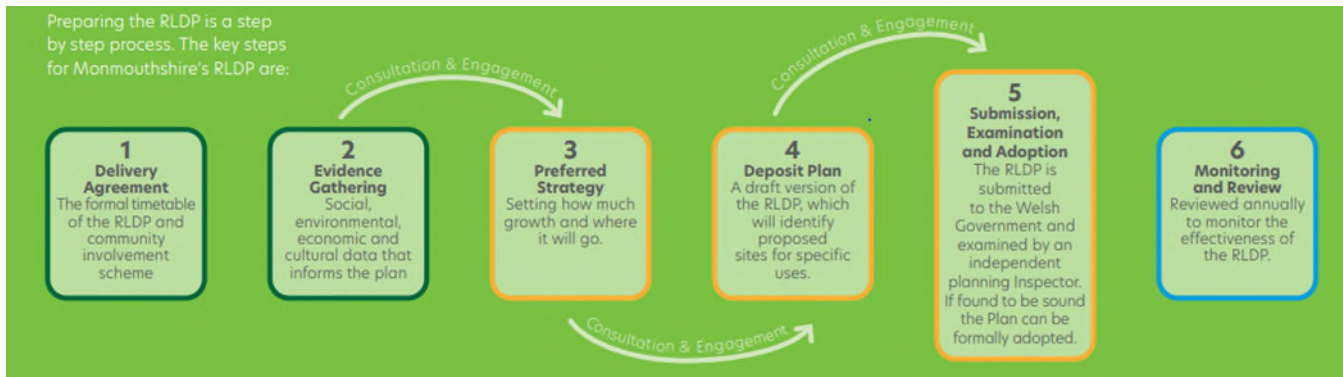 Preparing the RLDP is a step
by step process. The key steps
for Monmouthshire's RLDP are:
Consultation & Engagement
Consultation & Engagement
1
Delivery
Agreement
The formal timetable
of the RLDP and
community
involvement
scheme
2
Evidence
Gathering
Social,
environmental,
economic and
cultural data that
informs the plan
3
Preferred
Strategy
Setting how much
growth and where
it will go.
4
Deposit Plan
A draft version of
the RLDP, which
will identify
proposed
sites for specific
uses.
5
Submission,
Examination
and Adoption
The RLDP is
submitted
to the Welsh
Government and
examined by an
independent
planning Inspector.
If found to be sound
the Plan can be
formally adopted.
6
Monitoring
and Review
Reviewed annually
to monitor the
effectiveness of
the RLDP.
Consultation & Engagement